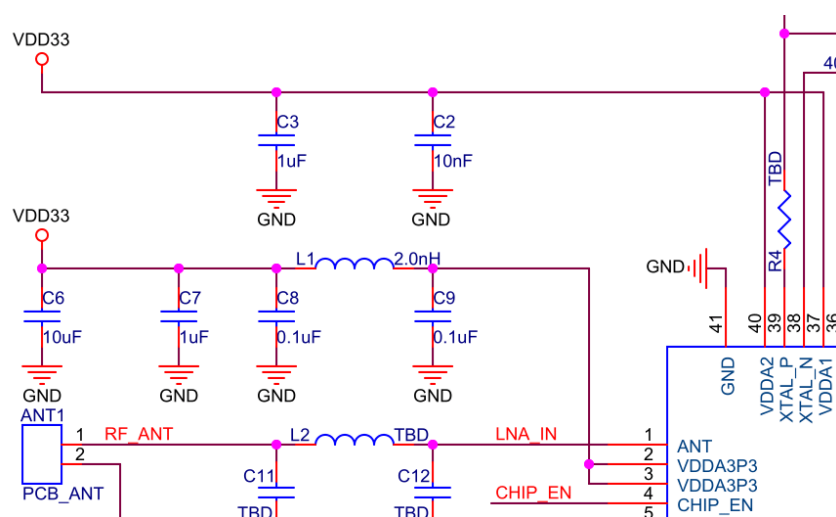 VDD33
40
C3
1uF
GND
C2
10nF
GND
TBD
R4
VDD33
L1 2.0nH
C6
10uF
GND
C7
1uF
GND
C8
0.1uF
GND
C9
0.1uF
GND
GND
41
40
39
38
37
36
GND
VDDA2
XTAL_P
XTAL_N
VDDA1
ANT1
1 RF_ANT
2
PCB_ANT
L2 TBD
LNA_IN
C11
TBD
C12
TBD
CHIP_EN
1 ANT
2 VDDA3P3
3 VDDA3P3
4 CHIP_EN
5